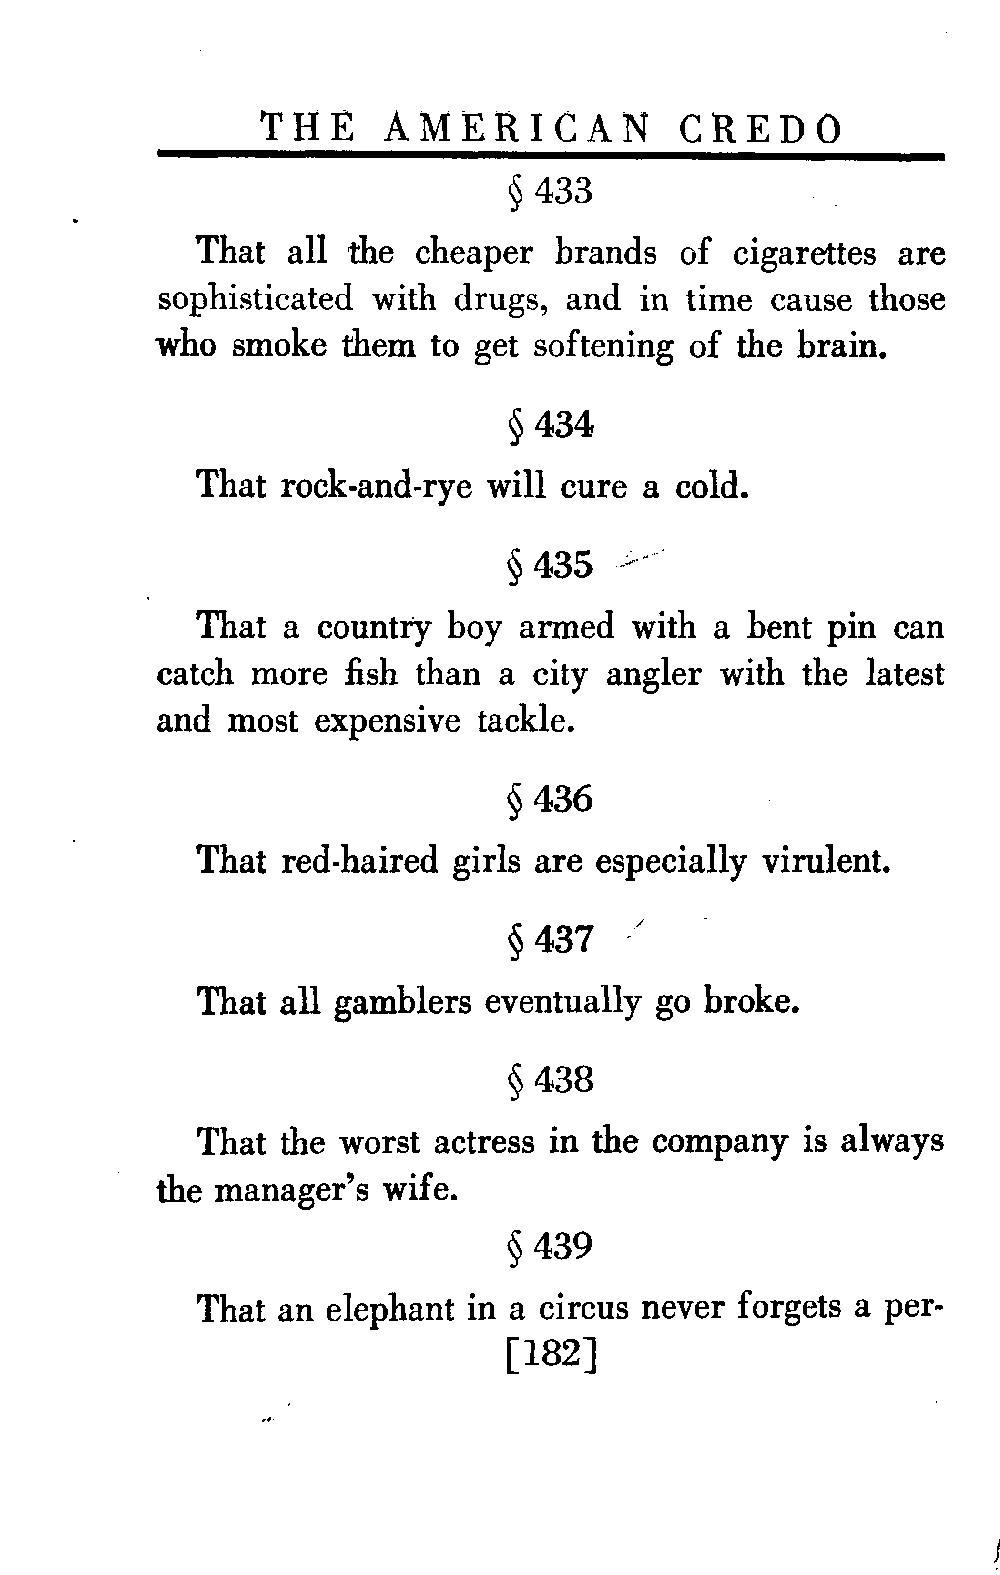 THE AMERICAN CREDO
§ 433
That all the cheaper brands of cigarettes are
sophisticated with drugs, and in time cause those
who smoke them to get softening of the brain.
§ 434
That rock-and-rye will cure a cold.
§ 435
That a country boy armed with a bent pin can
catch more fish than a city angler with the latest
and most expensive tackle.
§ 436
That red-haired girls are especially virulent.
§ 437
That all gamblers eventually go broke.
§ 438
That the worst actress in the company is always
the manager's wife.
§ 439
That an elephant in a circus never forgets a per-
[182]